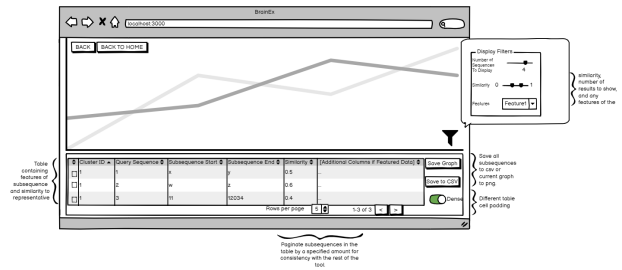 BrainEx
localhost:3000
BACK BACK TO HOME
Display Filters
Number of
Sequences
To Display
4
Similarity 0 1
Features Feature1
similarity,
number of
results to show,
and any
features of the
Table
containing
features of
subsequence
and similarity to
representative
Cluster ID Query Sequence Subsequence Start Subsequence End Similarity [Additional Columns if Featured Data]
1 1 x y 0.5 ...
1 2 w z 0.6 ...
1 3 11 12034 0.4 ...
Rows per page 5 1-3 of 3 < >
Save Graph
Save to CSV
Dense
Save all
subsequences
to csv or
current graph
to png.
Different table
cell padding
Paginate subsequences in the
table by a specified amount for
consistency with the rest of the
tool.